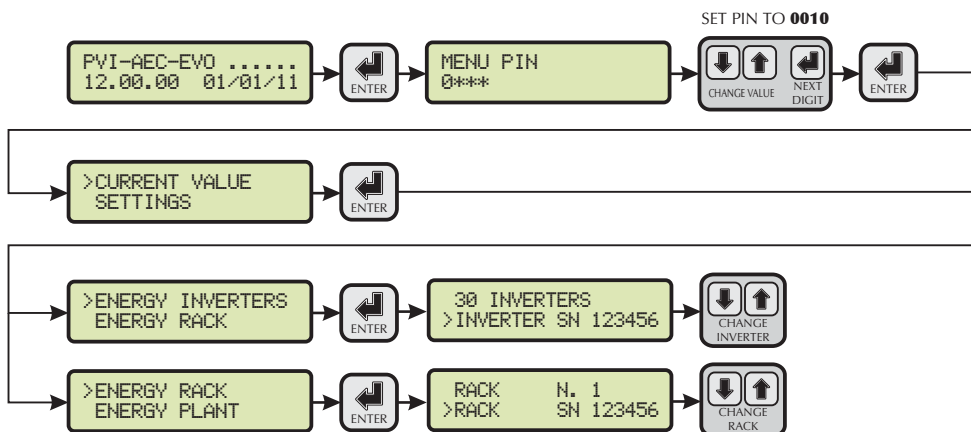 SET PIN TO 0010
PVI-AEC-EVO ......
12.00.00 01/01/11
ENTER
MENU PIN
0***
CHANGE VALUE
NEXT
DIGIT
ENTER
>CURRENT VALUE
SETTINGS
ENTER
>ENERGY INVERTERS
ENERGY RACK
ENTER
30 INVERTERS
>INVERTER SN 123456
CHANGE
INVERTER
>ENERGY RACK
ENERGY PLANT
ENTER
RACK N. 1
>RACK SN 123456
CHANGE
RACK